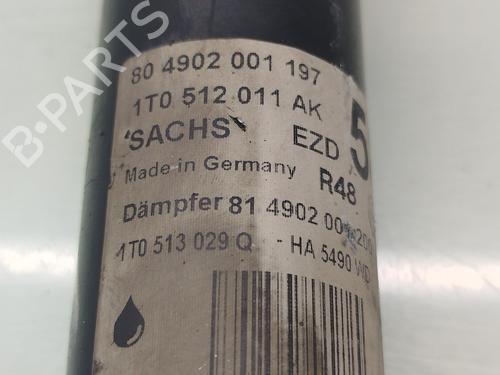 80 4902 001 197
1T0 512 011 AK
SACHS EZD 5
Made in Germany R48
Dämpfer 81 4902 00
1T0 513 029 Q - HA 5490
B-PARTS